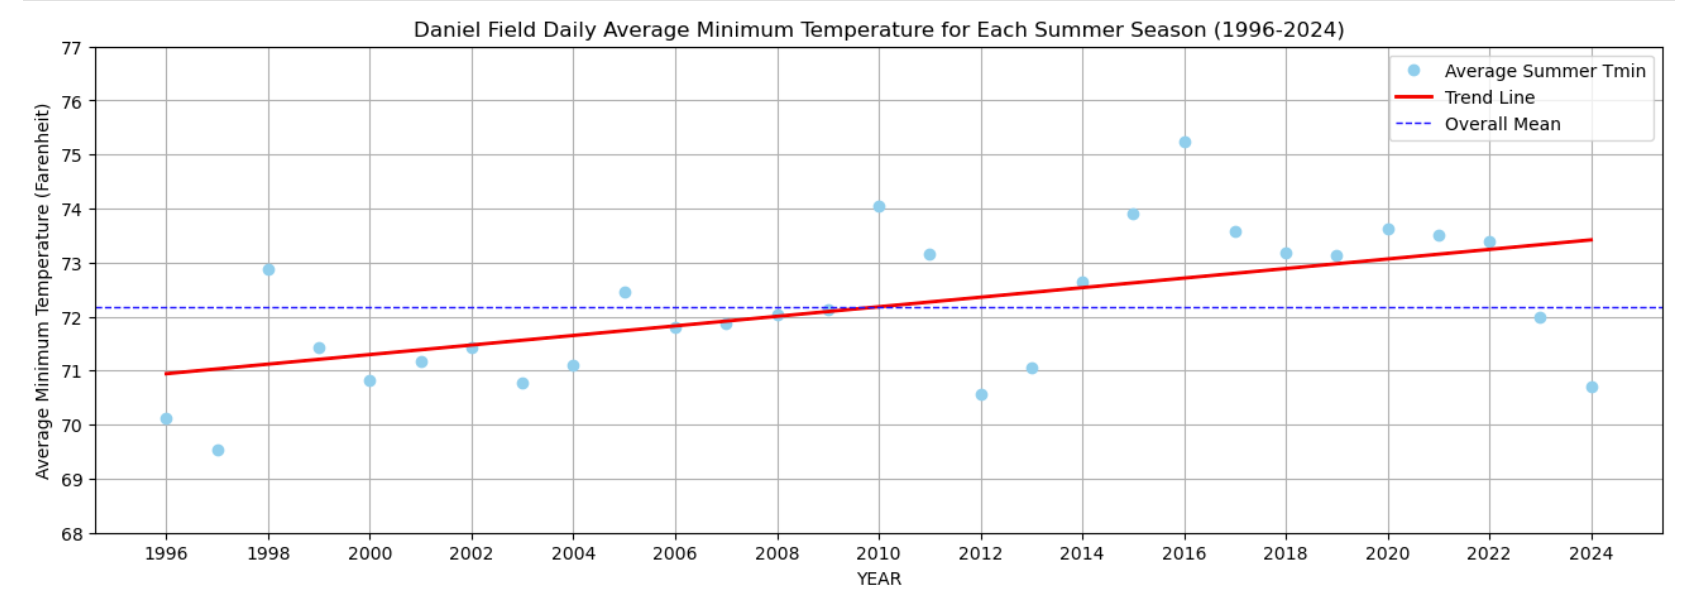 Daniel Field Daily Average Minimum Temperature for Each Summer Season (1996-2024)
Average Summer Tmin
Trend Line
Overall Mean
Average Minimum Temperature (Farenheit)
77
76
75
74
73
72
71
70
69
68
1996 1998 2000 2002 2004 2006 2008 2010 2012 2014 2016 2018 2020 2022 2024
YEAR